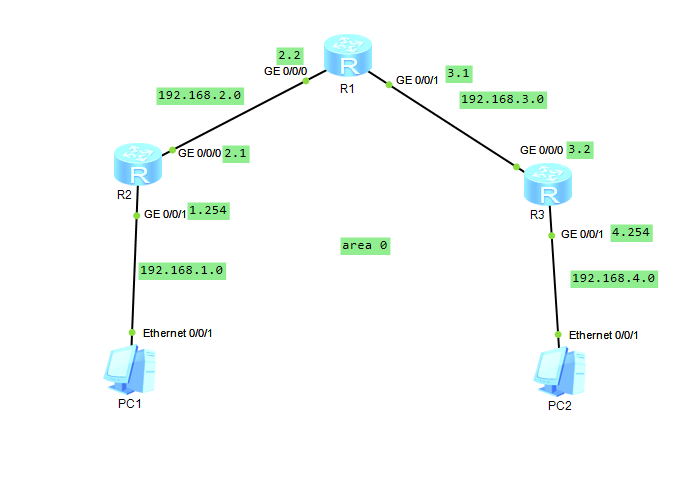 2.2
GE 0/0/0
R
R1
GE 0/0/1
3.1
192.168.2.0
192.168.3.0
R
R2
GE 0/0/0
2.1
GE 0/0/0
3.2
R
R3
GE 0/0/1
1.254
GE 0/0/1
4.254
area 0
192.168.1.0
192.168.4.0
Ethernet 0/0/1
Ethernet 0/0/1
PC1
PC2